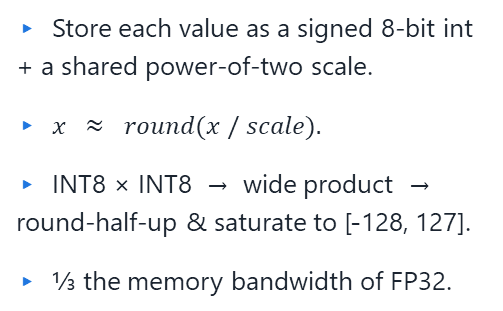 ▸ Store each value as a signed 8-bit int
+ a shared power-of-two scale.
▸ x ≈ round(x / scale).
▸ INT8 × INT8 → wide product →
round-half-up & saturate to [-128, 127].
▸ ⅓ the memory bandwidth of FP32.